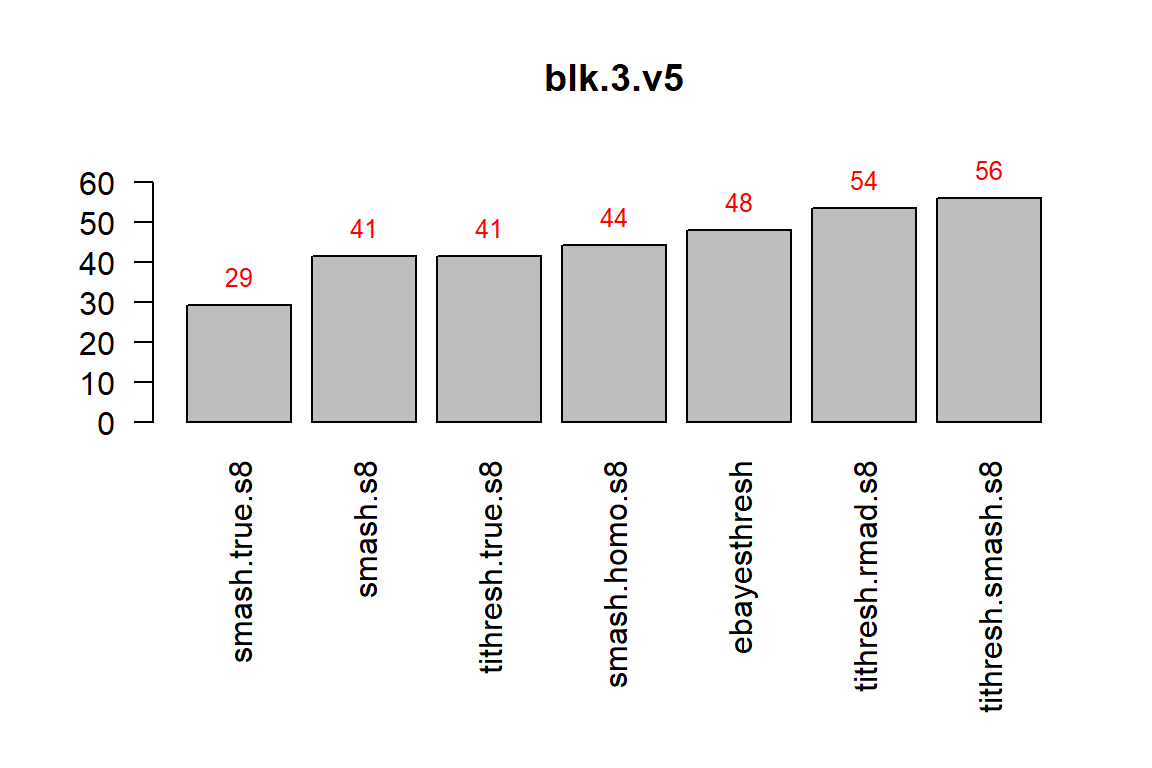 blk.3.v5
60
50
40
30
20
10
0
29
41
41
44
48
54
56
smash.true.s8
smash.s8
tithresh.true.s8
smash.homo.s8
ebayesthresh
tithresh.rmad.s8
tithresh.smash.s8